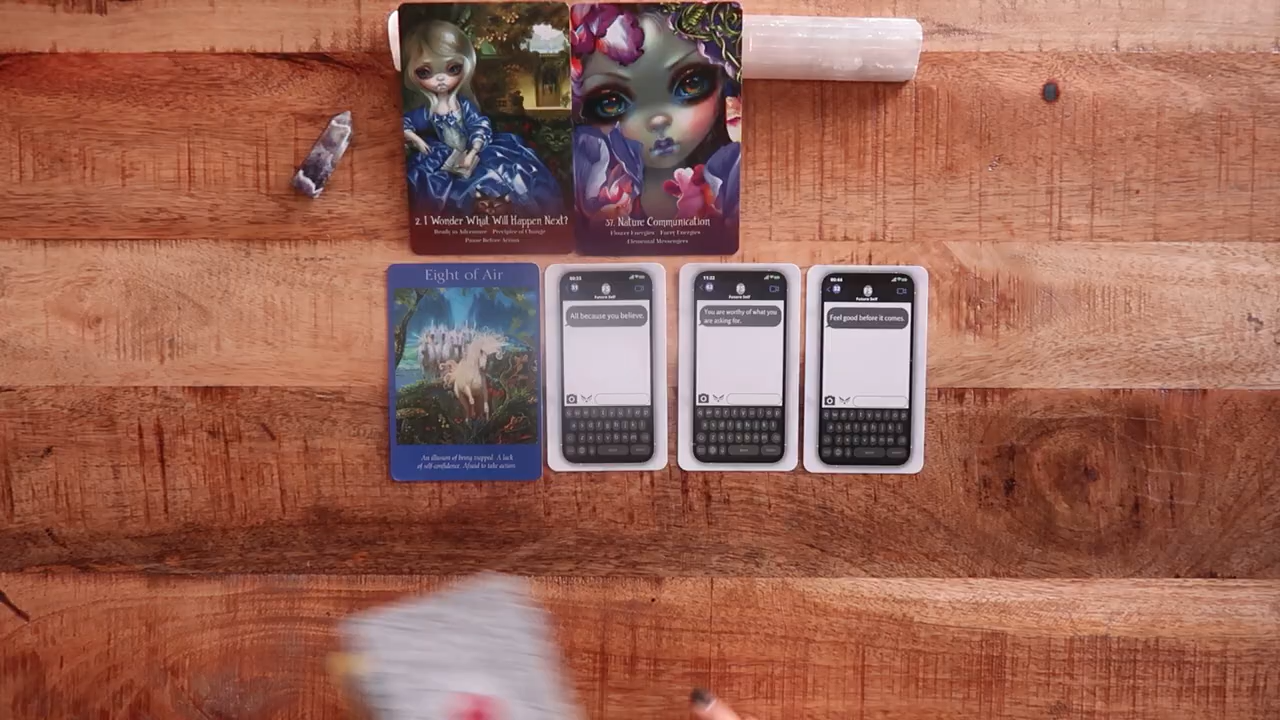 2. I Wonder What Will Happen Next?
Ready to Adventure Precipice of Change
Pause Before Action
37. Nature Communication
Flower Energies Faery Energies
Elemental Messengers
Eight of Air
An illusion of being trapped. A lack
of self-confidence. Afraid to take action.
Future Self
All because you believe.
11:22
Future Self
You are worthy of what you
are asking for.
Future Self
Feel good before it comes.